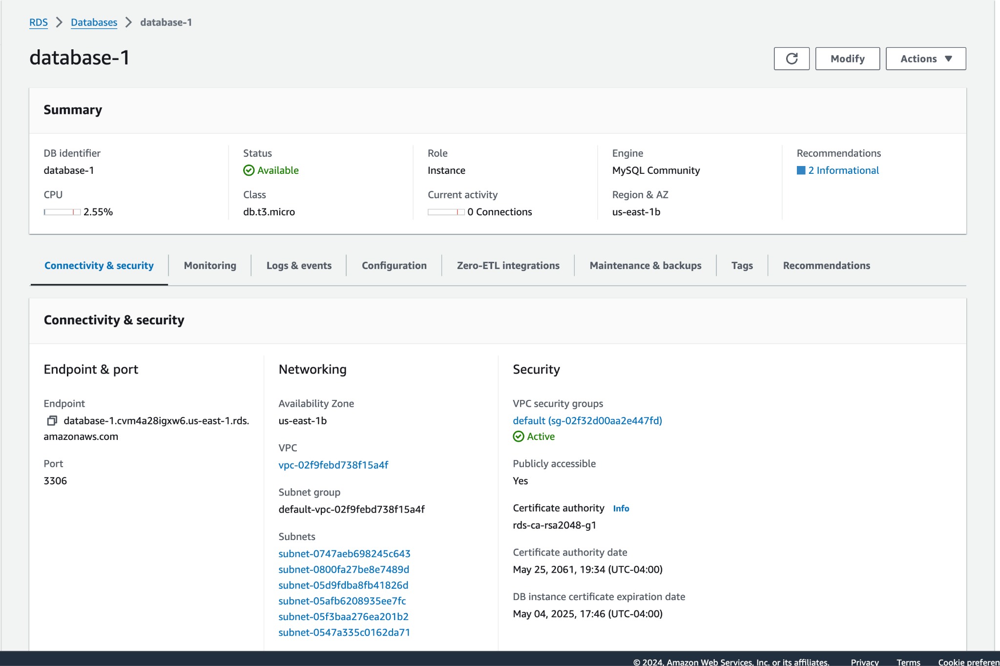 RDS > Databases > database-1
database-1
Modify
Actions
Summary
DB identifier
database-1
Status
Available
Role
Instance
Engine
MySQL Community
Recommendations
2 Informational
CPU
2.55%
Class
db.t3.micro
Current activity
0 Connections
Region & AZ
us-east-1b
Connectivity & security
Monitoring
Logs & events
Configuration
Zero-ETL integrations
Maintenance & backups
Tags
Recommendations
Connectivity & security
Endpoint & port
Endpoint
database-1.cvm4a28igxw6.us-east-1.rds.
amazonaws.com
Port
3306
Networking
Availability Zone
us-east-1b
VPC
vpc-02f9febd738f15a4f
Subnet group
default-vpc-02f9febd738f15a4f
Subnets
subnet-0747aeb698245c643
subnet-0800fa27be8e7489d
subnet-05d9fdba8fb41826d
subnet-05afb6208935ee7fc
subnet-05f3baa276ea201b2
subnet-0547a335c0162da71
Security
VPC security groups
default (sg-02f32d00aa2e447fd)
Active
Publicly accessible
Yes
Certificate authority Info
rds-ca-rsa2048-g1
Certificate authority date
May 25, 2061, 19:34 (UTC-04:00)
DB instance certificate expiration date
May 04, 2025, 17:46 (UTC-04:00)
© 2024, Amazon Web Services, Inc. or its affiliates. Privacy Terms Cookie preferen